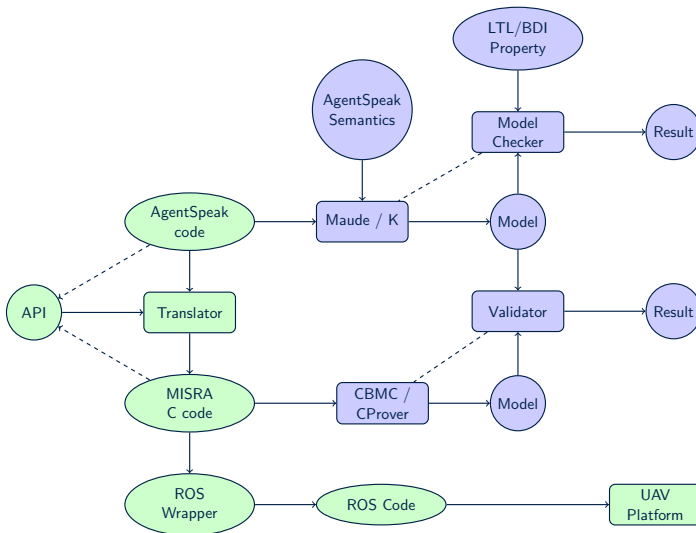 LTL/BDI
Property
AgentSpeak
Semantics
Model
Checker
Result
AgentSpeak
code
Maude / K
Model
API
Translator
Validator
Result
MISRA
C code
CBMC /
CProver
Model
ROS
Wrapper
ROS Code
UAV
Platform